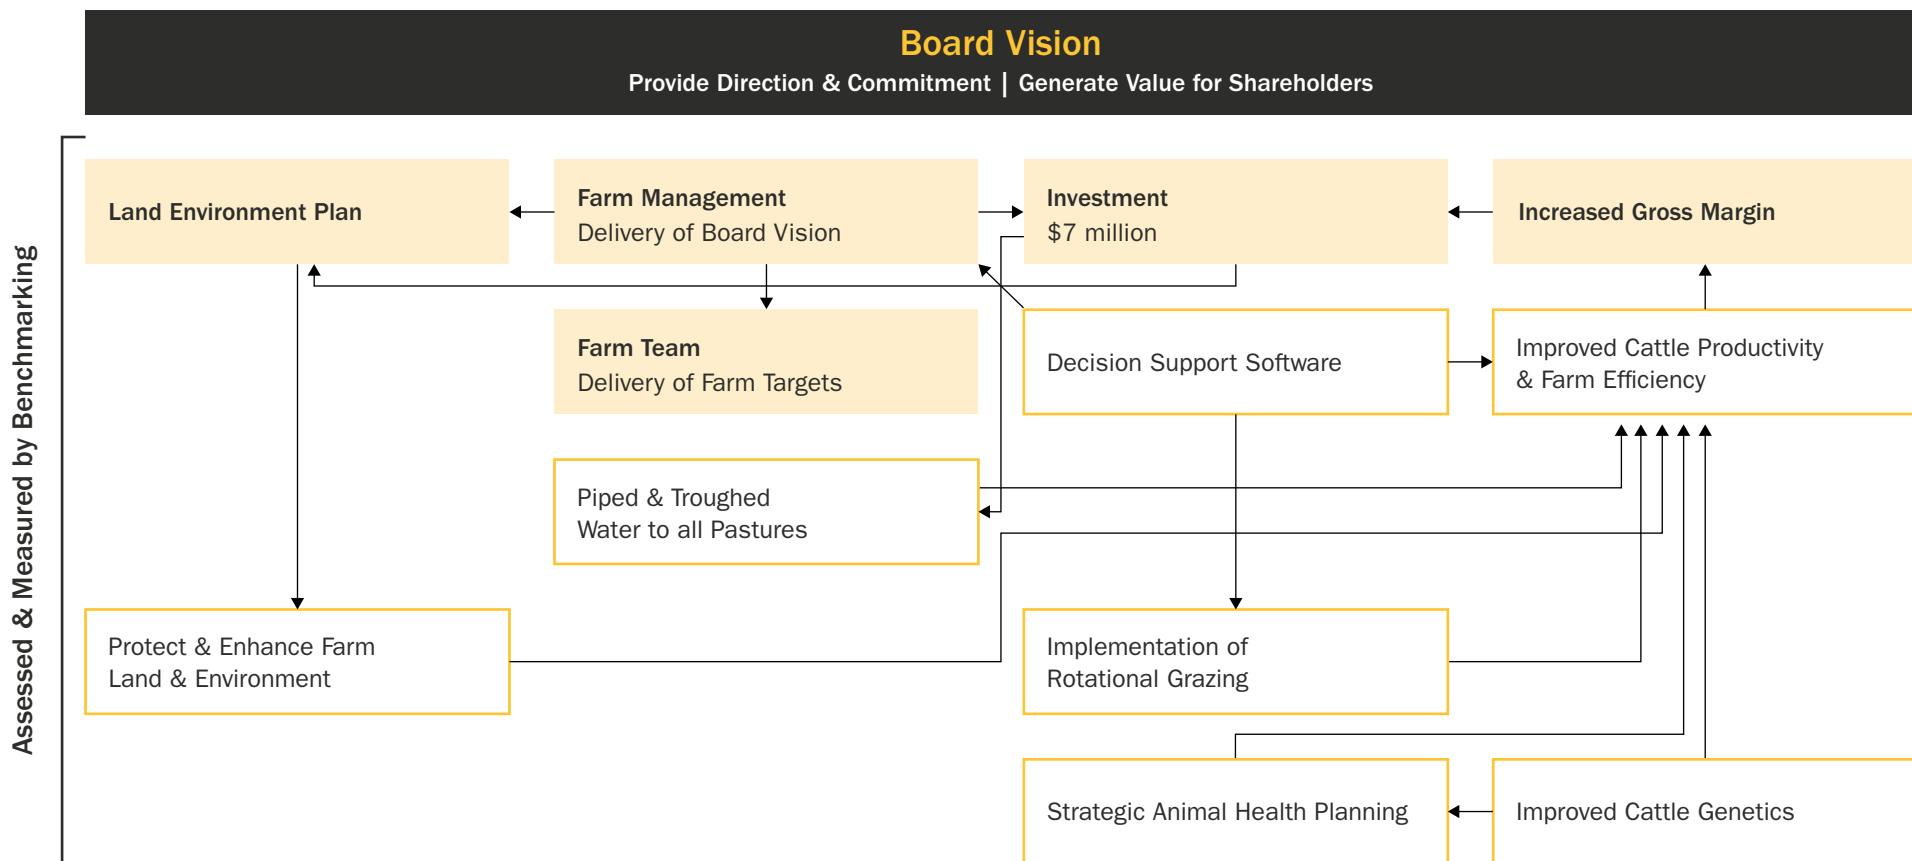 Board Vision
Provide Direction & Commitment | Generate Value for Shareholders
Assessed & Measured by Benchmarking
Land Environment Plan
Farm Management
Delivery of Board Vision
Investment
$7 million
Increased Gross Margin
Farm Team
Delivery of Farm Targets
Decision Support Software
Improved Cattle Productivity
& Farm Efficiency
Piped & Troughed
Water to all Pastures
Protect & Enhance Farm
Land & Environment
Implementation of
Rotational Grazing
Strategic Animal Health Planning
Improved Cattle Genetics